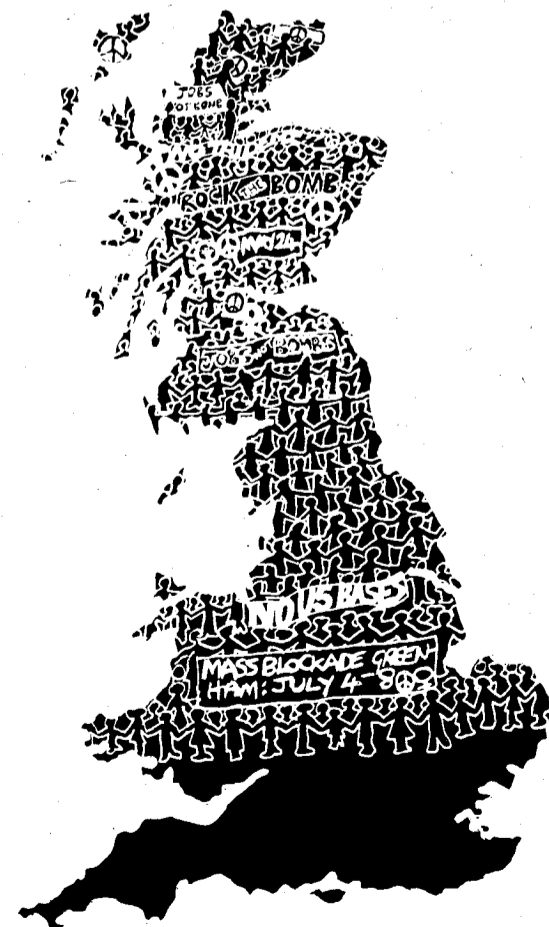 JOBS
NOT BOMB
ROCK THE BOMB
MAY 24
JOBS NOT BOMBS
NO US BASES
MASS BLOCKADE GREEN
HAM: JULY 4-8